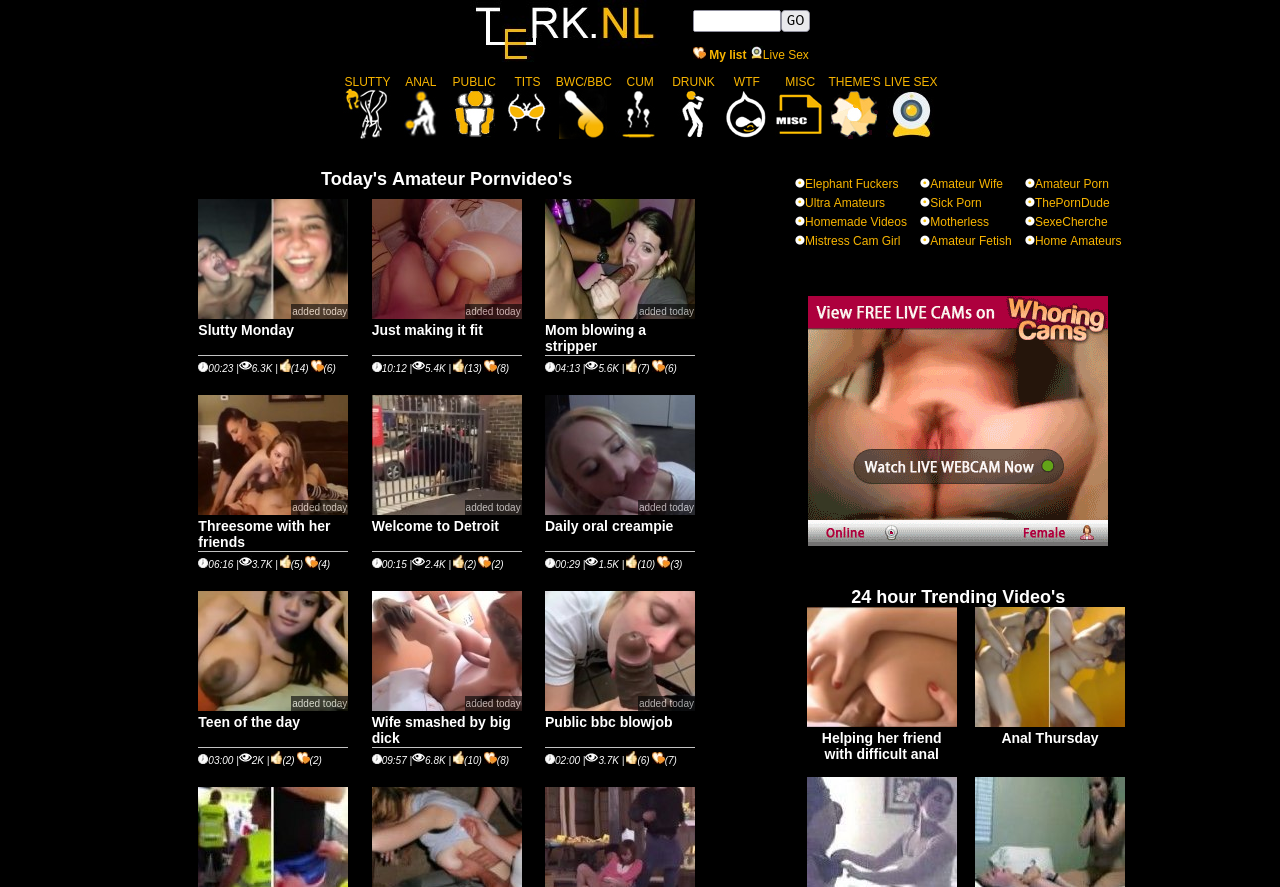 TERK.NL
GO
My list Live Sex
SLUTTY ANAL PUBLIC TITS BWC/BBC CUM DRUNK WTF MISC THEME'S LIVE SEX
MISC
Today's Amateur Pornvideo's
Elephant Fuckers Amateur Wife Amateur Porn
Ultra Amateurs Sick Porn ThePornDude
Homemade Videos Motherless SexeCherche
Mistress Cam Girl Amateur Fetish Home Amateurs
added today added today added today
Slutty Monday
Just making it fit
Mom blowing a
stripper
00:23 | 6.3K | (14) (6)
10:12 | 5.4K | (13) (8)
04:13 | 5.6K | (7) (6)
View FREE LIVE CAMs on Whoring
Cams
Watch LIVE WEBCAM Now
Online Female
added today added today added today
Threesome with her
friends
Welcome to Detroit
Daily oral creampie
06:16 | 3.7K | (5) (4)
00:15 | 2.4K | (2) (2)
00:29 | 1.5K | (10) (3)
added today added today added today
Teen of the day
Wife smashed by big
dick
Public bbc blowjob
03:00 | 2K | (2) (2)
09:57 | 6.8K | (10) (8)
02:00 | 3.7K | (6) (7)
24 hour Trending Video's
Helping her friend
with difficult anal
Anal Thursday